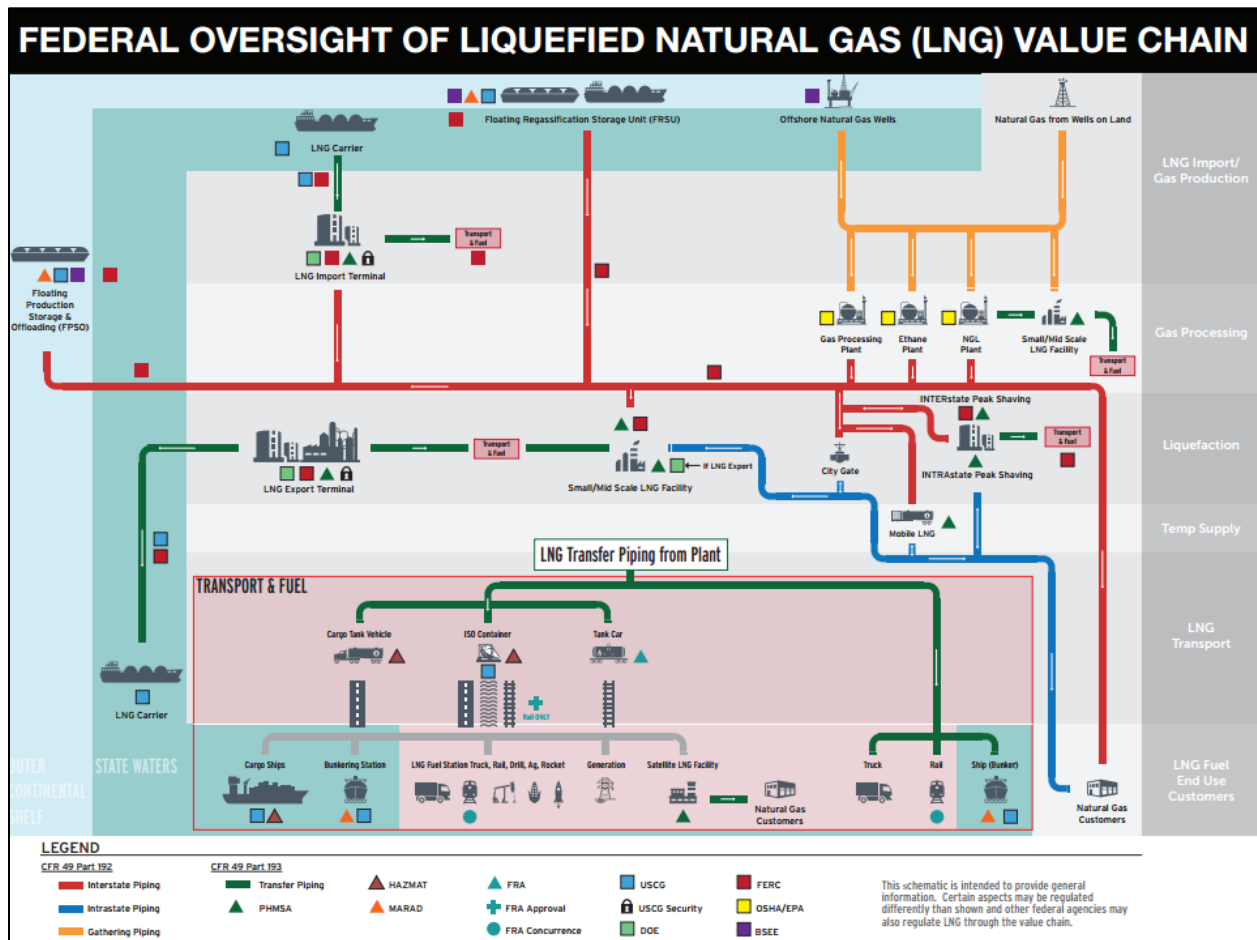 FEDERAL OVERSIGHT OF LIQUEFIED NATURAL GAS (LNG) VALUE CHAIN
Floating Regassification Storage Unit (FRSU)
Offshore Natural Gas Wells
Natural Gas from Wells on Land
LNG Carrier
LNG Import/
Gas Production
LNG Import Terminal
Transport
& Fuel
Floating
Production
Storage &
Offloading (FPSO)
Gas Processing
Plant
Ethane
Plant
NGL
Plant
Small/Mid Scale
LNG Facility
Transport
& Fuel
Gas Processing
LNG Export Terminal
Transport
& Fuel
Small/Mid Scale LNG Facility
If LNG Export
City Gate
INTERstate Peak Shaving
INTRAstate Peak Shaving
Transport
& Fuel
Liquefaction
Mobile LNG
Temp Supply
LNG Transfer Piping from Plant
TRANSPORT & FUEL
Cargo Tank Vehicle
ISO Container
Tank Car
Rail ONLY
LNG
Transport
LNG Carrier
OUTER
CONTINENTAL
SHELF
STATE WATERS
Cargo Ships
Bunkering Station
LNG Fuel Station Truck, Rail, Drill, Ag, Rocket
Generation
Satellite LNG Facility
Natural Gas
Customers
Truck
Rail
Ship (Bunker)
Natural Gas
Customers
LNG Fuel
End Use
Customers
LEGEND
CFR 49 Part 192
Interstate Piping
Intrastate Piping
Gathering Piping
CFR 49 Part 193
Transfer Piping
PHMSA
HAZMAT
MARAD
FRA
FRA Approval
FRA Concurrence
USCG
USCG Security
DOE
FERC
OSHA/EPA
BSEE
This schematic is intended to provide general
information. Certain aspects may be regulated
differently than shown and other federal agencies may
also regulate LNG through the value chain.